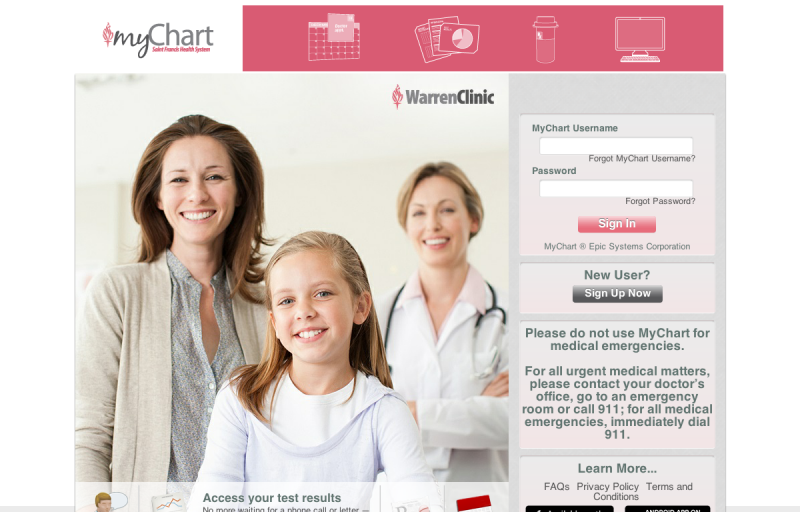 myChart
Saint Francis Health System
WarrenClinic
MyChart Username
Forgot MyChart Username?
Password
Forgot Password?
Sign In
MyChart ® Epic Systems Corporation
New User?
Sign Up Now
Please do not use MyChart for
medical emergencies.
For all urgent medical matters,
please contact your doctor's
office, go to an emergency
room or call 911; for all medical
emergencies, immediately dial
911.
Learn More...
FAQs Privacy Policy Terms and
Conditions
Access your test results
No more waiting for a phone call or letter —
ANDROID APP ON